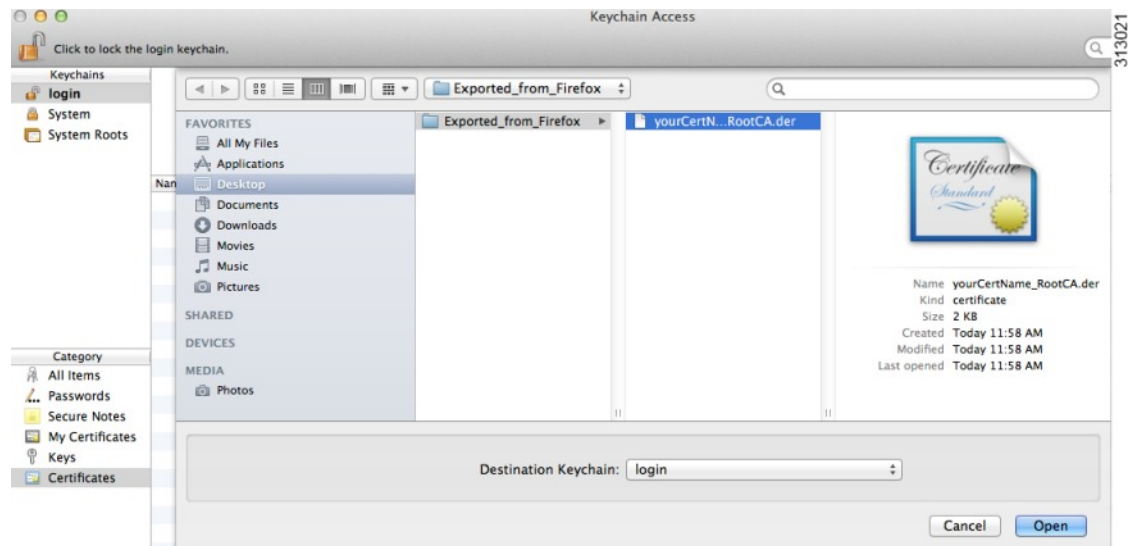 Keychain Access
Click to lock the login keychain.
313021
Keychains
login
System
System Roots
Exported_from_Firefox
FAVORITES
All My Files
Applications
Desktop
Documents
Downloads
Movies
Music
Pictures
SHARED
DEVICES
MEDIA
Photos
Nan
Exported_from_Firefox
yourCertN...RootCA.der
Certificate
Standard
Name yourCertName_RootCA.der
Kind certificate
Size 2 KB
Created Today 11:58 AM
Modified Today 11:58 AM
Last opened Today 11:58 AM
Category
All Items
Passwords
Secure Notes
My Certificates
Keys
Certificates
Destination Keychain: login
Cancel
Open